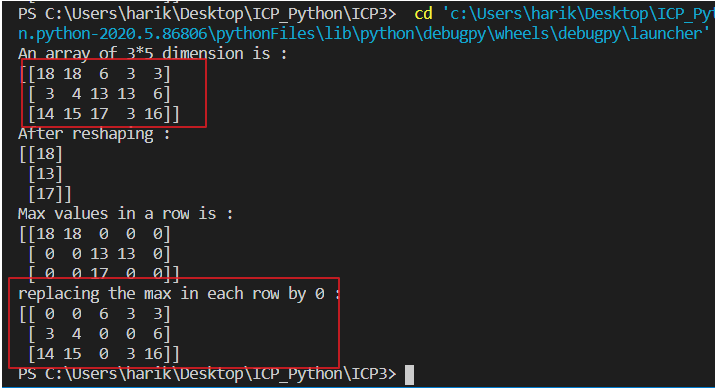 PS C:\Users\harik\Desktop\ICP_Python\ICP3>  cd 'c:\Users\harik\Desktop\ICP_Pyt
n.python-2020.5.86806\pythonFiles\lib\python\debugpy\wheels\debugpy\launcher'
An array of 3*5 dimension is :
[[18 18  6  3  3]
 [ 3  4 13 13  6]
 [14 15 17  3 16]]
After reshaping :
[[18]
 [13]
 [17]]
Max values in a row is :
[[18 18  0  0  0]
 [ 0  0 13 13  0]
 [ 0  0 17  0  0]]
replacing the max in each row by 0 :
[[ 0  0  6  3  3]
 [ 3  4  0  0  6]
 [14 15  0  3 16]]
PS C:\Users\harik\Desktop\ICP_Python\ICP3>